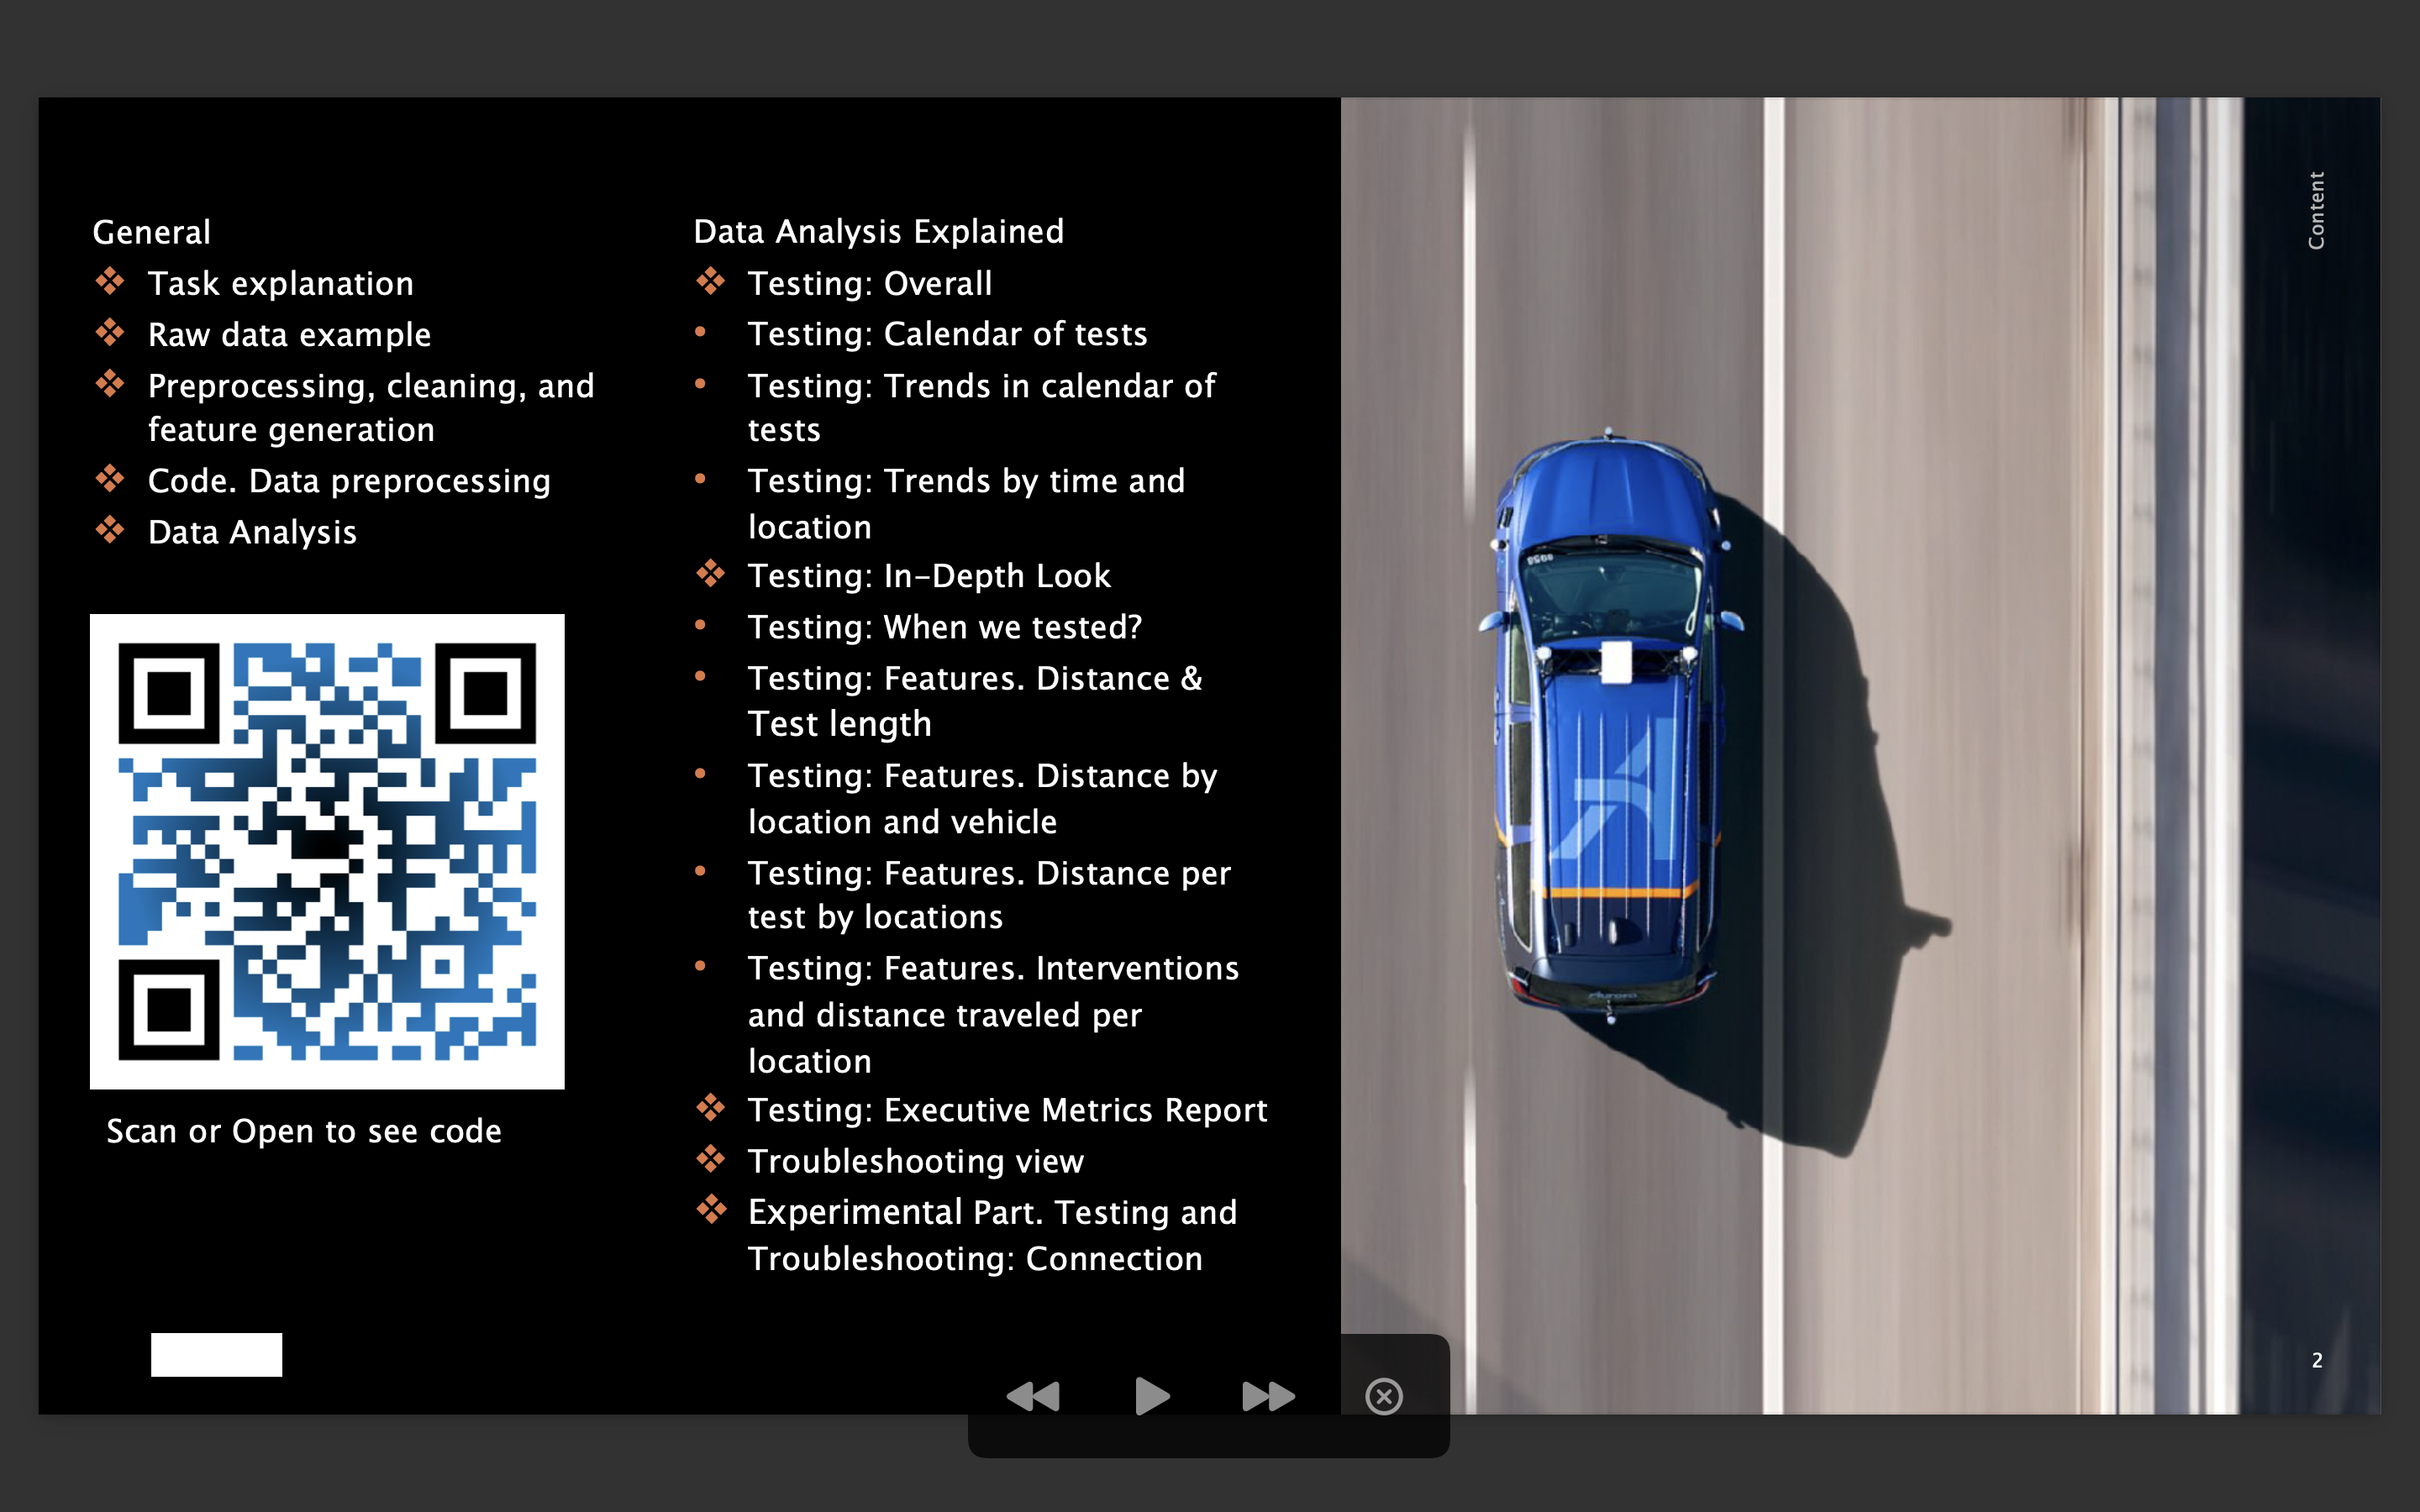 General
Task explanation
Raw data example
Preprocessing, cleaning, and
feature generation
Code. Data preprocessing
Data Analysis
Scan or Open to see code
Data Analysis Explained
Testing: Overall
Testing: Calendar of tests
Testing: Trends in calendar of
tests
Testing: Trends by time and
location
Testing: In-Depth Look
Testing: When we tested?
Testing: Features. Distance &
Test length
Testing: Features. Distance by
location and vehicle
Testing: Features. Distance per
test by locations
Testing: Features. Interventions
and distance traveled per
location
Testing: Executive Metrics Report
Troubleshooting view
Experimental Part. Testing and
Troubleshooting: Connection
Content
Aurora
2